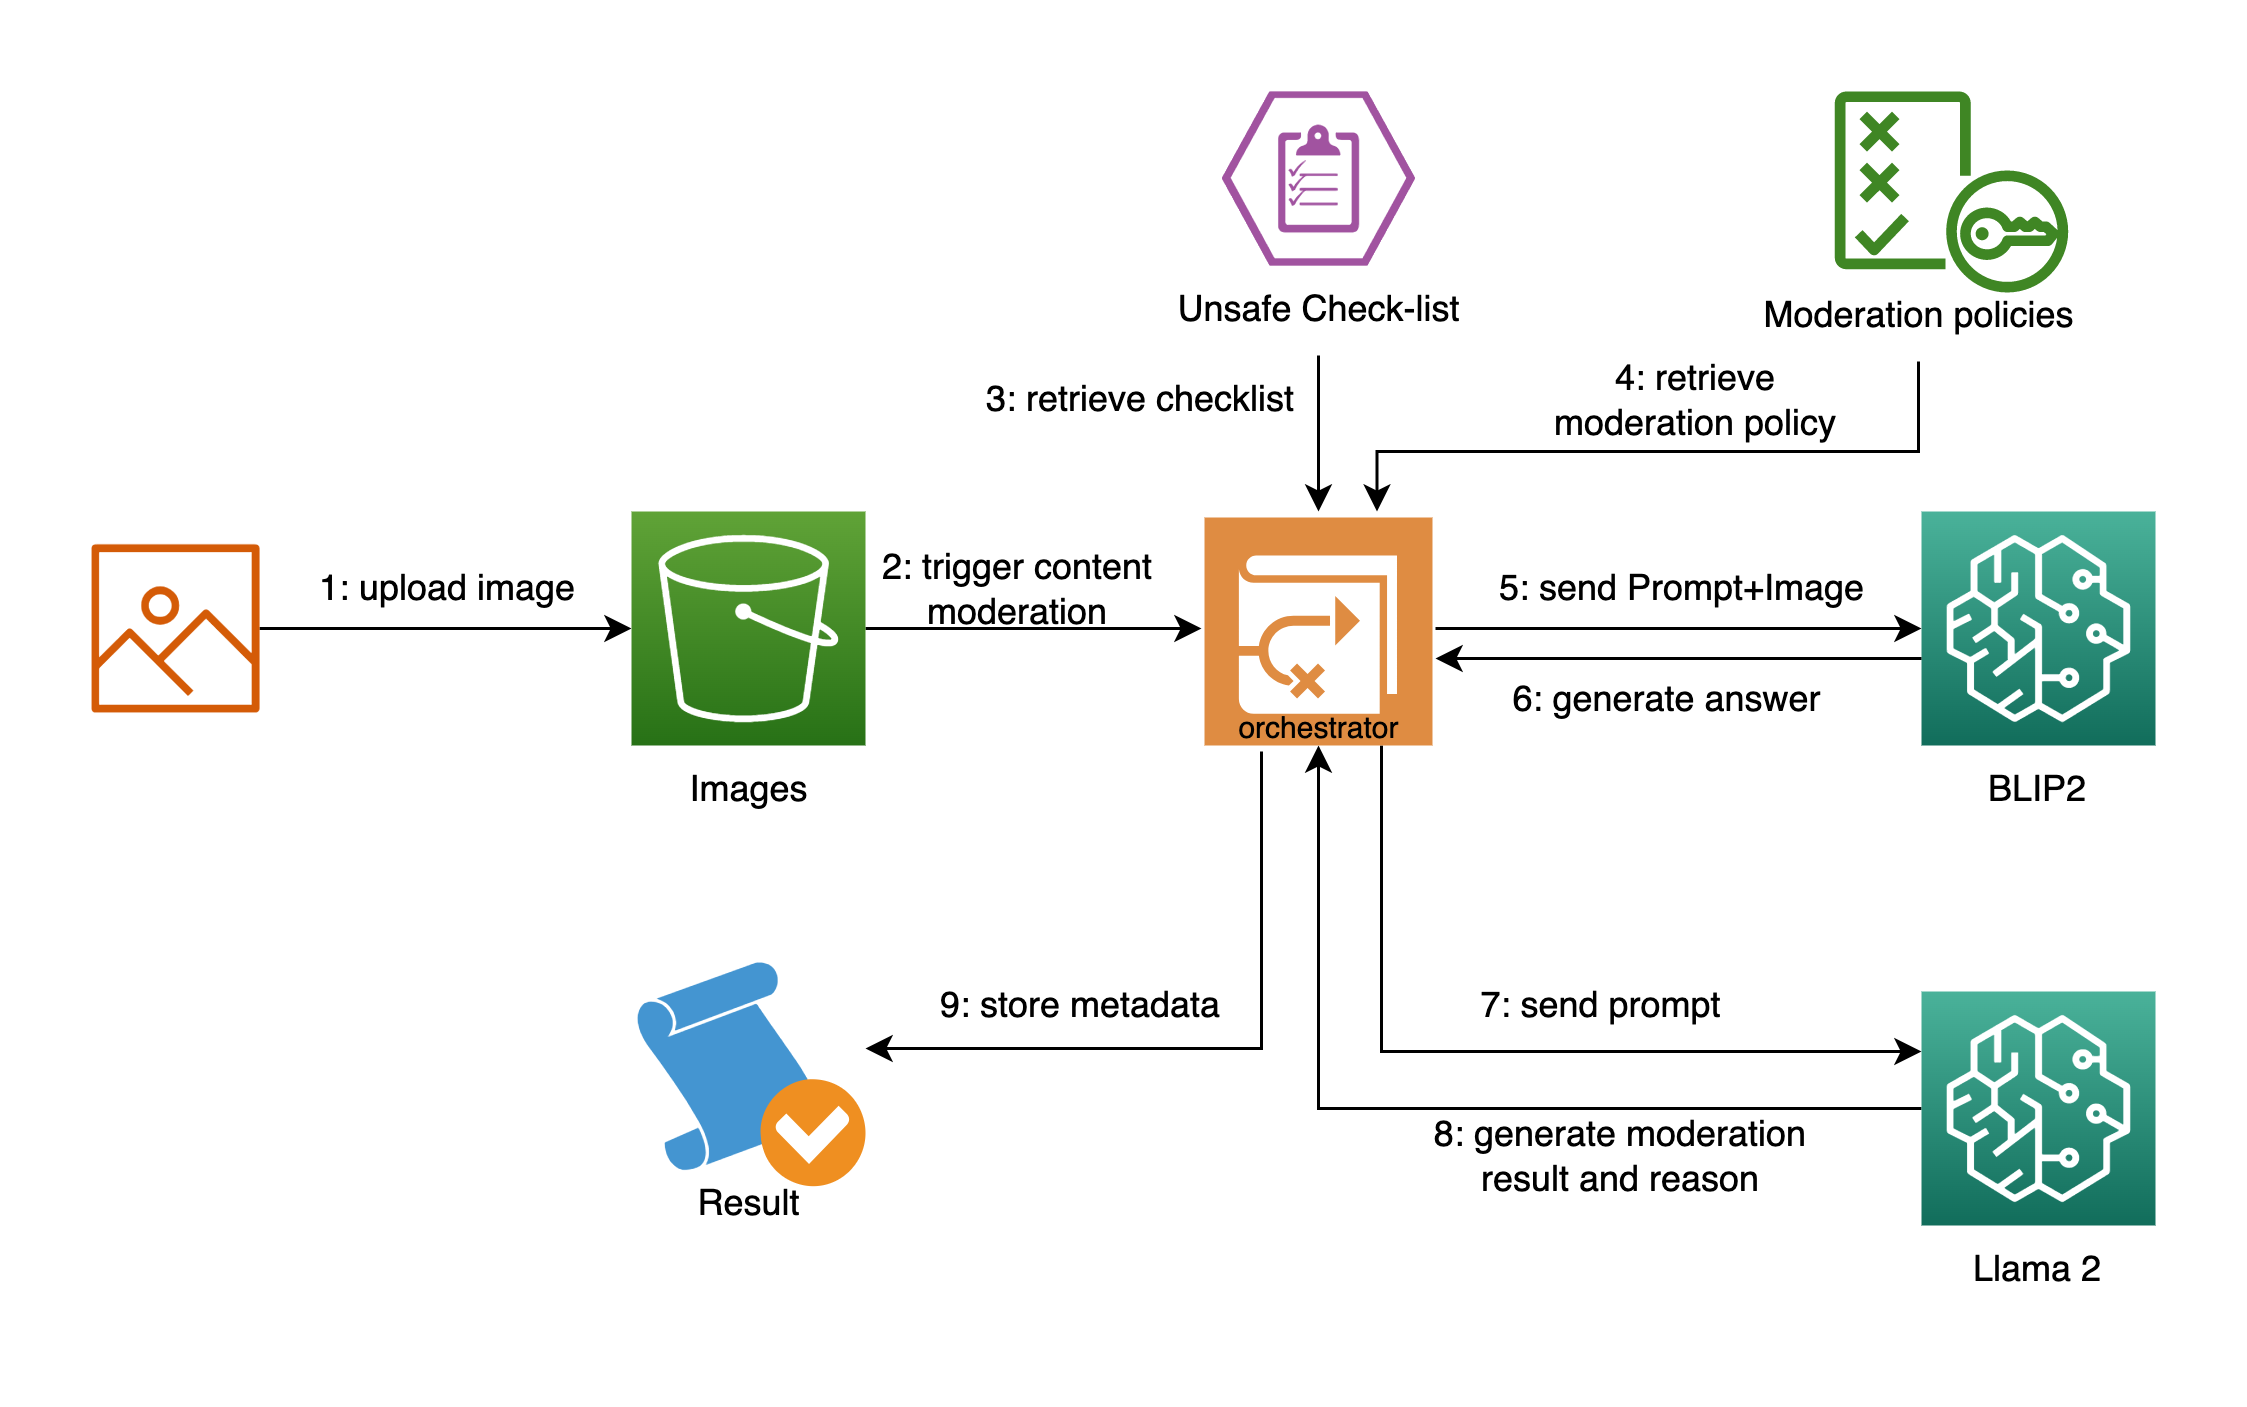 Unsafe Check-list
Moderation policies
3: retrieve checklist
4: retrieve
moderation policy
1: upload image
2: trigger content
moderation
5: send Prompt+Image
6: generate answer
orchestrator
Images
BLIP2
9: store metadata
7: send prompt
8: generate moderation
result and reason
Result
Llama 2